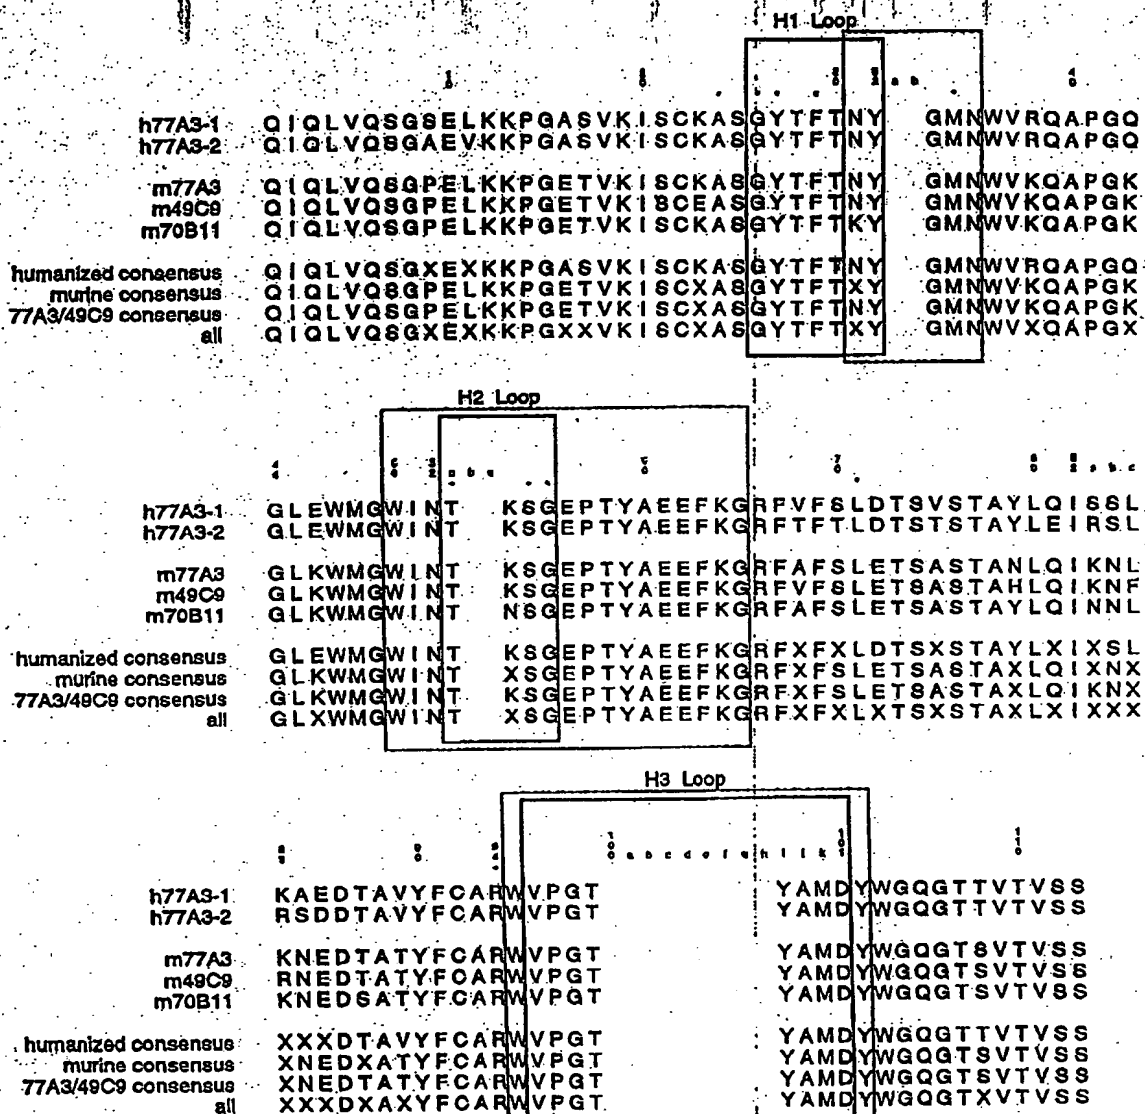 H1 Loop
h77A3-1 QIQLVQSGSELKKPGASVKISCKASGYTFTNY GMNWVRQAPGQ
h77A3-2 QIQLVQSGAEVKKPGASVKISCKASGYTFTNY GMNWVRQAPGQ
m77A3 QIQLVQSGPELKKPGETVKISCKASGYTFTNY GMNWVKQAPGK
m49C9 QIQLVQSGPELKKPGETVKISCEASGYTFTNY GMNWVKQAPGK
m70B11 QIQLVQSGPELKKPGETVKISCKASGYTFTKY GMNWVKQAPGK
humanized consensus QIQLVQSGXEXKKPGASVKISCKASGYTFTNY GMNWVRQAPGQ
murine consensus QIQLVQSGPELKKPGETVKISCXASGYTFTXY GMNWVKQAPGK
77A3/49C9 consensus QIQLVQSGPELKKPGETVKISCXASGYTFTNY GMNWVKQAPGK
all QIQLVQSGXEXKKPGXXVKISCXASGYTFTXY GMNWVXQAPGX
H2 Loop
h77A3-1 GLEWMGWINT KSGEPTYAEEFKGRFVFSLDTSVSTAYLQISSL
h77A3-2 GLEWMGWINT KSGEPTYAEEFKGRFTFTLDTSTSTAYLEIRSL
m77A3 GLKWMGWINT KSGEPTYAEEFKGRFAFSLETSASTANLQIKNL
m49C9 GLKWMGWINT KSGEPTYAEEFKGRFVFSLETSASTAHLQIKNF
m70B11 GLKWMGWINT NSGEPTYAEEFKGRFAFSLETSASTAYLQINNL
humanized consensus GLEWMGWINT KSGEPTYAEEFKGRFXFXLDTSXSTAYLXIXSL
murine consensus GLKWMGWINT XSGEPTYAEEFKGRFXFSLETSASTAXLQIXNX
77A3/49C9 consensus GLKWMGWINT KSGEPTYAEEFKGRFXFSLETSASTAXLQIKNX
all GLXWMGWINT XSGEPTYAEEFKGRFXFXLXTSXSTAXLXIXXX
H3 Loop
h77A3-1 KAEDTAVYFCARWVPGT YAMDYWGQGTTVTVSS
h77A3-2 RSDDTAVYFCARWVPGT YAMDYWGQGTTVTVSS
m77A3 KNEDTATYFCARWVPGT YAMDYWGQGTSVTVSS
m49C9 RNEDTATYFCARWVPGT YAMDYWGQGTSVTVSS
m70B11 KNEDSATYFCARWVPGT YAMDYWGQGTSVTVSS
humanized consensus XXXDTAVYFCARWVPGT YAMDYWGQGTTVTVSS
murine consensus XNEDXATYFCARWVPGT YAMDYWGQGTSVTVSS
77A3/49C9 consensus XNEDTATYFCARWVPGT YAMDYWGQGTSVTVSS
all XXXDXAXYFCARWVPGT YAMDYWGQGTXVTVSS